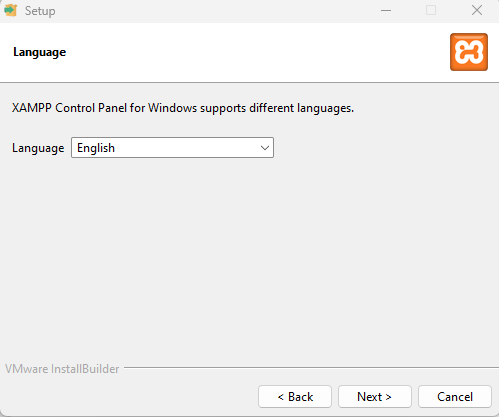 Setup
Language
XAMPP Control Panel for Windows supports different languages.
Language English
VMware InstallBuilder
< Back Next > Cancel